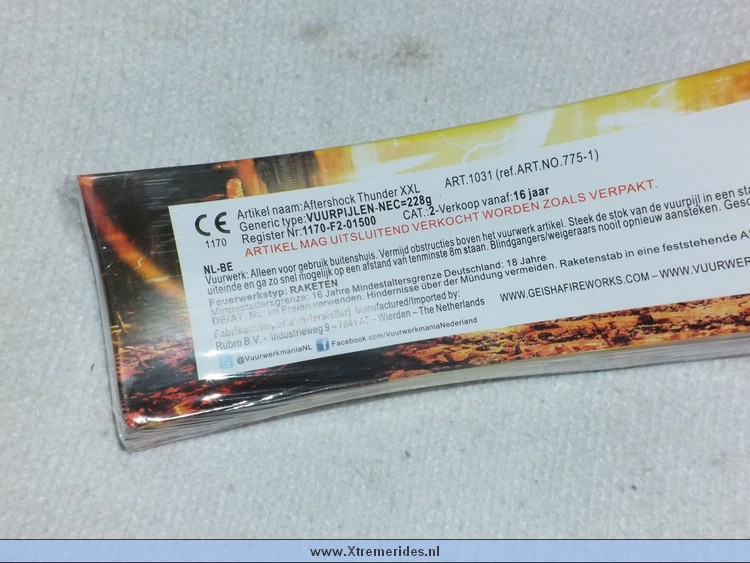 CE
1170
Artikel naam:Aftershock Thunder XXL ART.1031 (ref.ART.NO.775-1)
Generic type:VUURPIJLEN-NEC=228g
Register Nr:1170-F2-01500 CAT.:2-Verkoop vanaf:16 jaar
ARTIKEL MAG UITSLUITEND VERKOCHT WORDEN ZOALS VERPAKT.
NL-BE
Vuurwerk: Alleen voor gebruik buitenshuis. Vermijd obstructies boven het vuurwerk artikel. Steek de stok van de vuurpijl in een
uiteinde en ga zo snel mogelijk op een afstand van tenminste 8m staan. Blindgangers/weigeraars nooit opnieuw aansteken.
Feuerwerkstyp: RAKETEN
Mindestaltersgrenze: 16 Jahre Mindestaltersgrenze Deutschland: 18 Jahre
DE/AT: Nur im Freien verwenden. Hindernisse über der Mündung vermeiden. Raketenstab in eine feststehende
Manufactured/Imported by:
Rubro B.V. - Industrieweg 9 – - Wierden – The Netherlands
WWW.GEISHAFIREWORKS.COM –
@VuurwerkmaniaNL Facebook.com/VuurwerkmaniaNederland
www.Xtremerides.nl